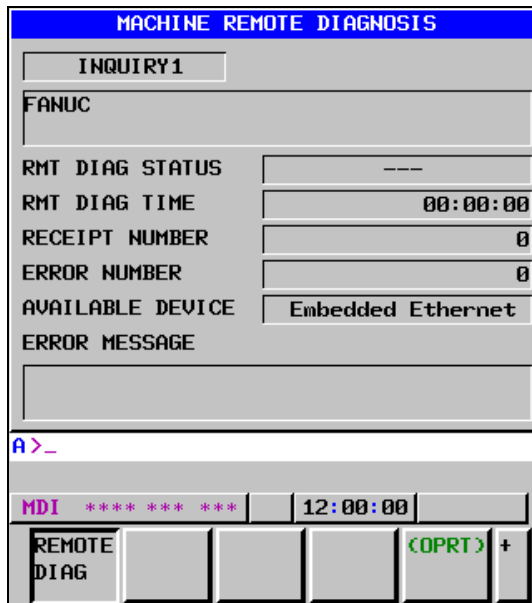 MACHINE REMOTE DIAGNOSIS
INQUIRY1
FANUC
RMT DIAG STATUS ---
RMT DIAG TIME 00:00:00
RECEIPT NUMBER 0
ERROR NUMBER 0
AVAILABLE DEVICE Embedded Ethernet
ERROR MESSAGE
A>_
MDI **** *** *** 12:00:00
REMOTE DIAG (OPRT) +